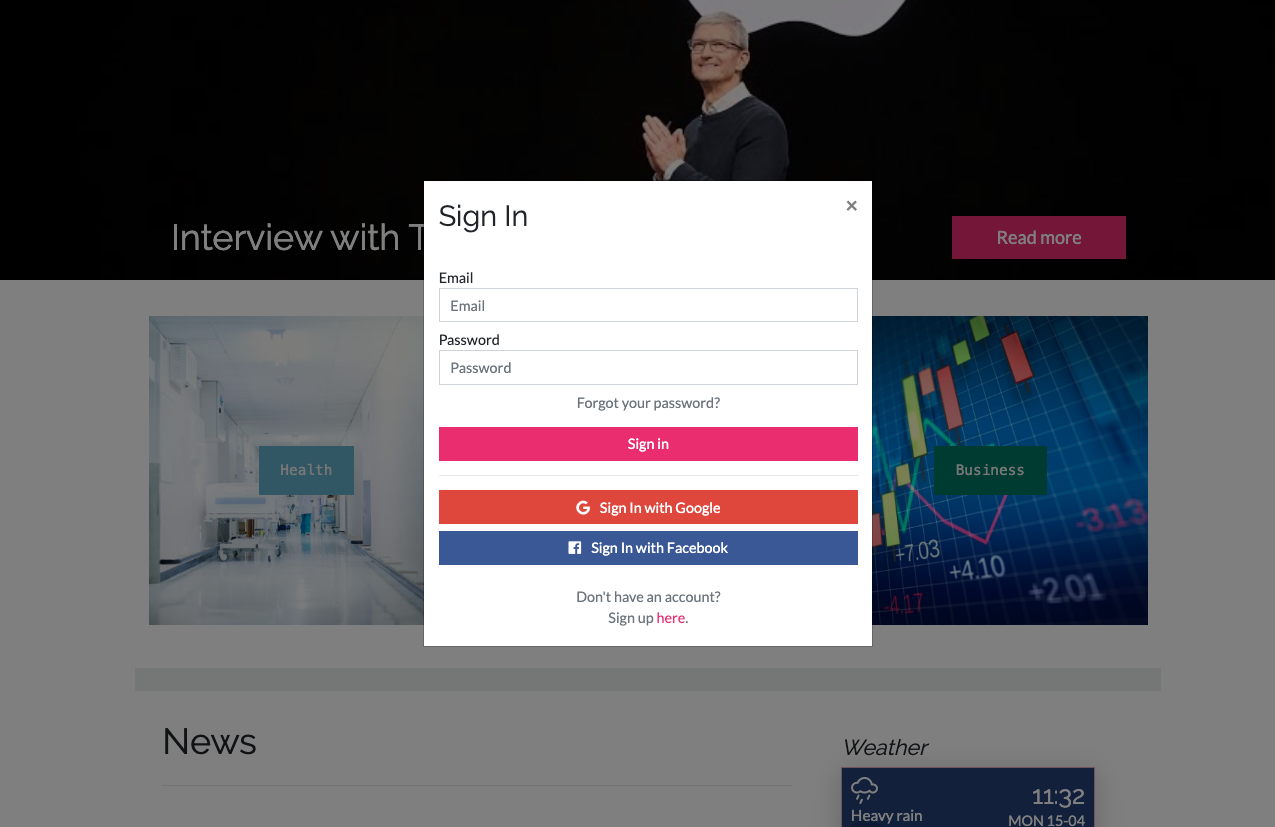 Sign In
×
Interview with
Read more
Email
Email
Password
Password
Forgot your password?
Sign in
Sign In with Google
Sign In with Facebook
Don't have an account?
Sign up here.
Health
Business
+7.03
+4.10
+2.01
-3.13
-4.17
News
Weather
Heavy rain
11:32
MON 15-04